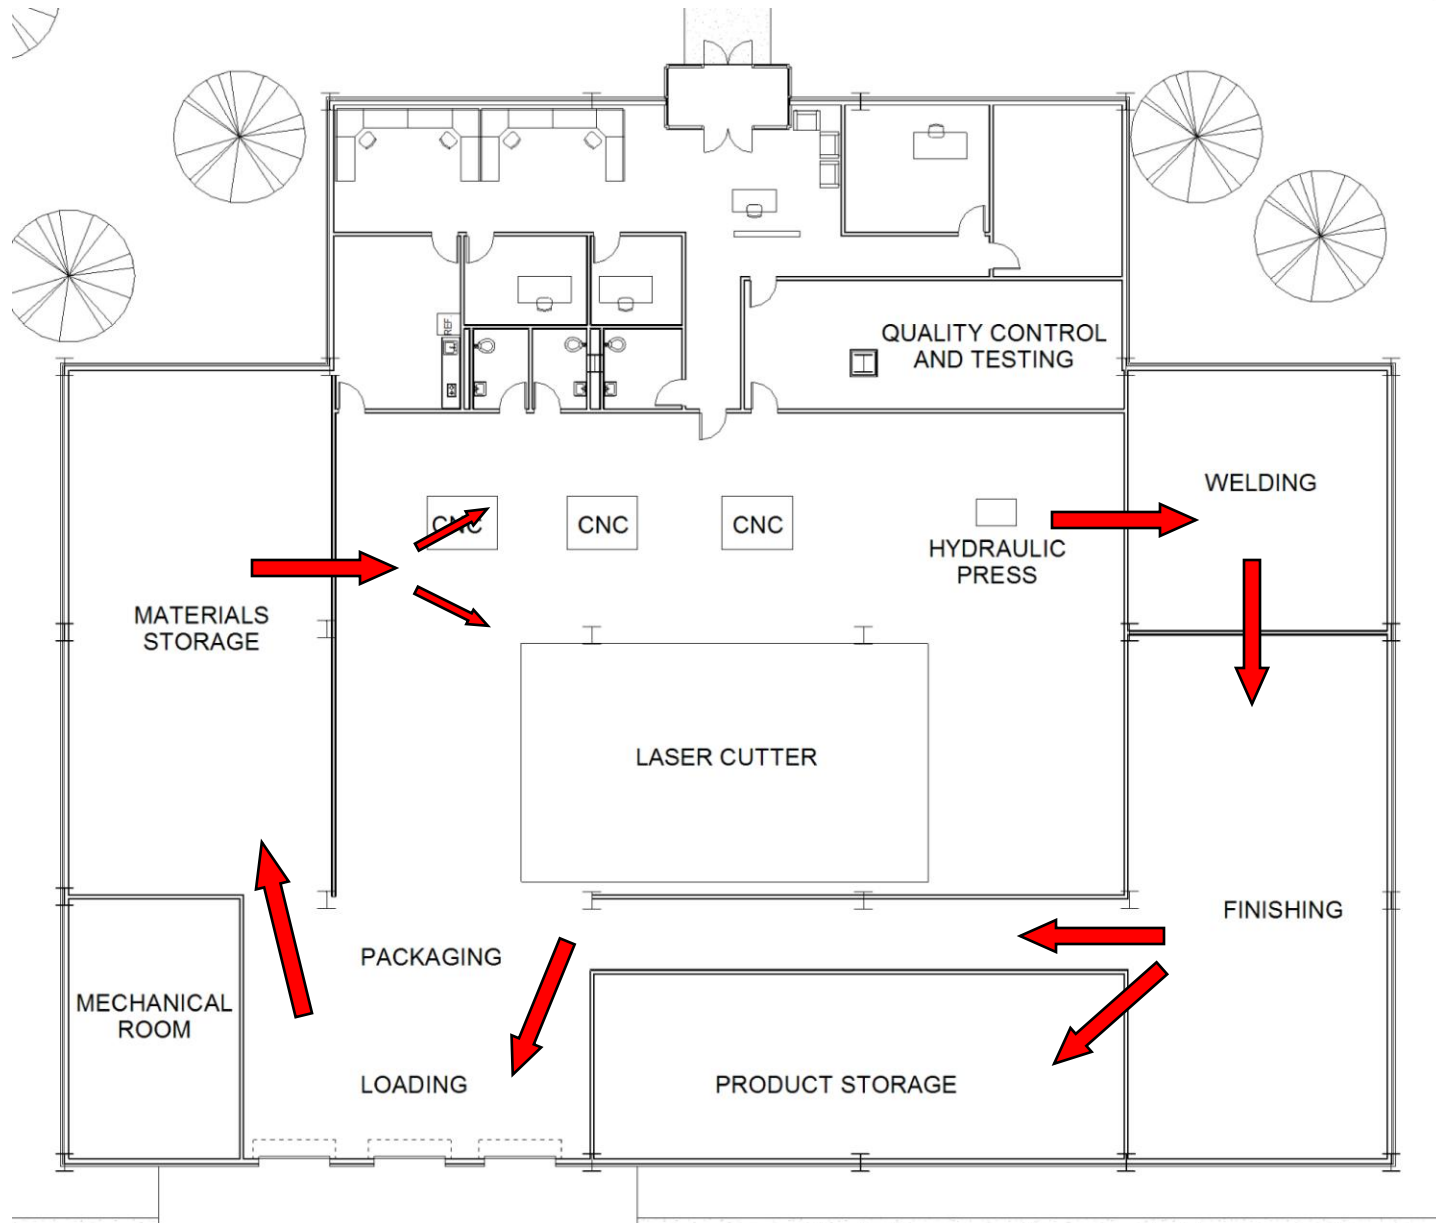 REF.
QUALITY CONTROL
AND TESTING
WELDING
CNC
CNC
CNC
HYDRAULIC
PRESS
MATERIALS
STORAGE
LASER CUTTER
FINISHING
PACKAGING
MECHANICAL
ROOM
LOADING
PRODUCT STORAGE